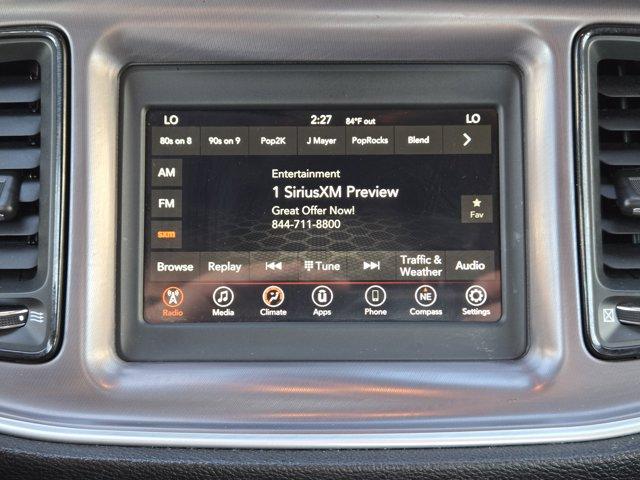 LO 2:27 84°F out LO
80s on 8 90s on 9 Pop2K J Mayer PopRocks Blend
AM
Entertainment
1 SiriusXM Preview
FM
Great Offer Now!
Fav
844-711-8800
sxm
Browse Replay Tune Traffic & Weather Audio
Radio Media Climate Apps Phone NE Compass Settings